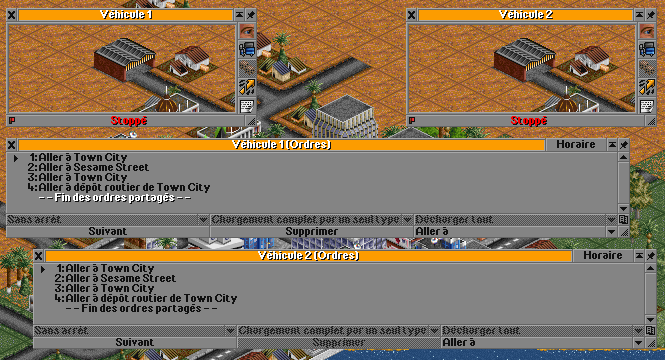 Véhicule 1
Véhicule 2
Stoppé
Stoppé
Véhicule 1 (Ordres)
Horaire
1:Aller à Town City
2:Aller à Sesame Street
3:Aller à Town City
4:Aller à dépôt routier de Town City
- - Fin des ordres partagés - -
Sans arrêt
Chargement complet par un seul type
Décharger tout
Suivant
Supprimer
Aller à
Véhicule 2 (Ordres)
Horaire
1:Aller à Town City
2:Aller à Sesame Street
3:Aller à Town City
4:Aller à dépôt routier de Town City
- - Fin des ordres partagés - -
Sans arrêt
Chargement complet par un seul type
Décharger tout
Suivant
Supprimer
Aller à